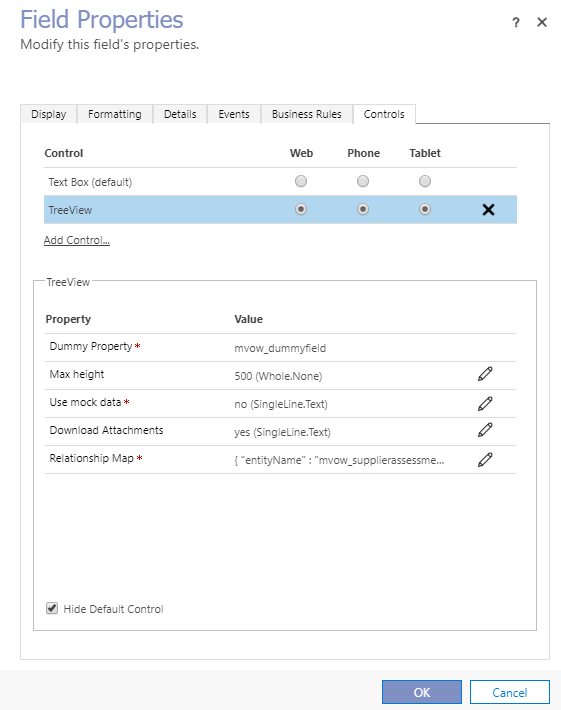 Field Properties
? ×
Modify this field's properties.
Display Formatting Details Events Business Rules Controls
Control Web Phone Tablet
Text Box (default)
TreeView
Add Control...
TreeView
Property Value
Dummy Property * mvow_dummyfield
Max height 500 (Whole.None)
Use mock data * no (SingleLine.Text)
Download Attachments yes (SingleLine.Text)
Relationship Map * { "entityName" : "mvow_supplierassessme...
Hide Default Control
OK Cancel